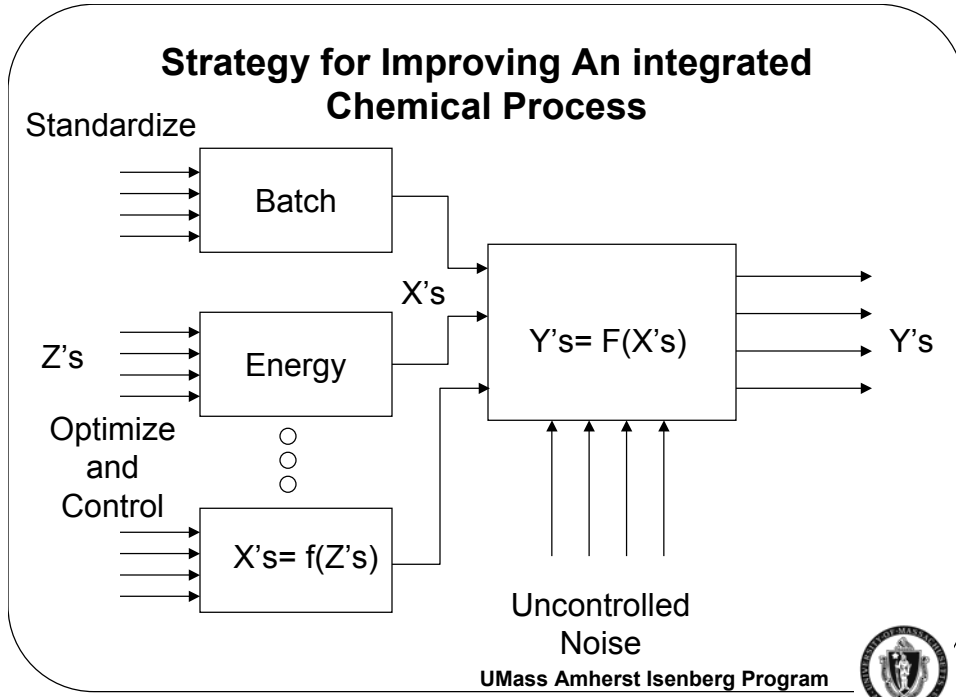 Strategy for Improving An integrated
Chemical Process
Standardize
Batch
X's
Y's= F(X's)
Y's
Z's
Energy
Optimize
and
Control
X's= f(Z's)
Uncontrolled
Noise
UMass Amherst Isenberg Program